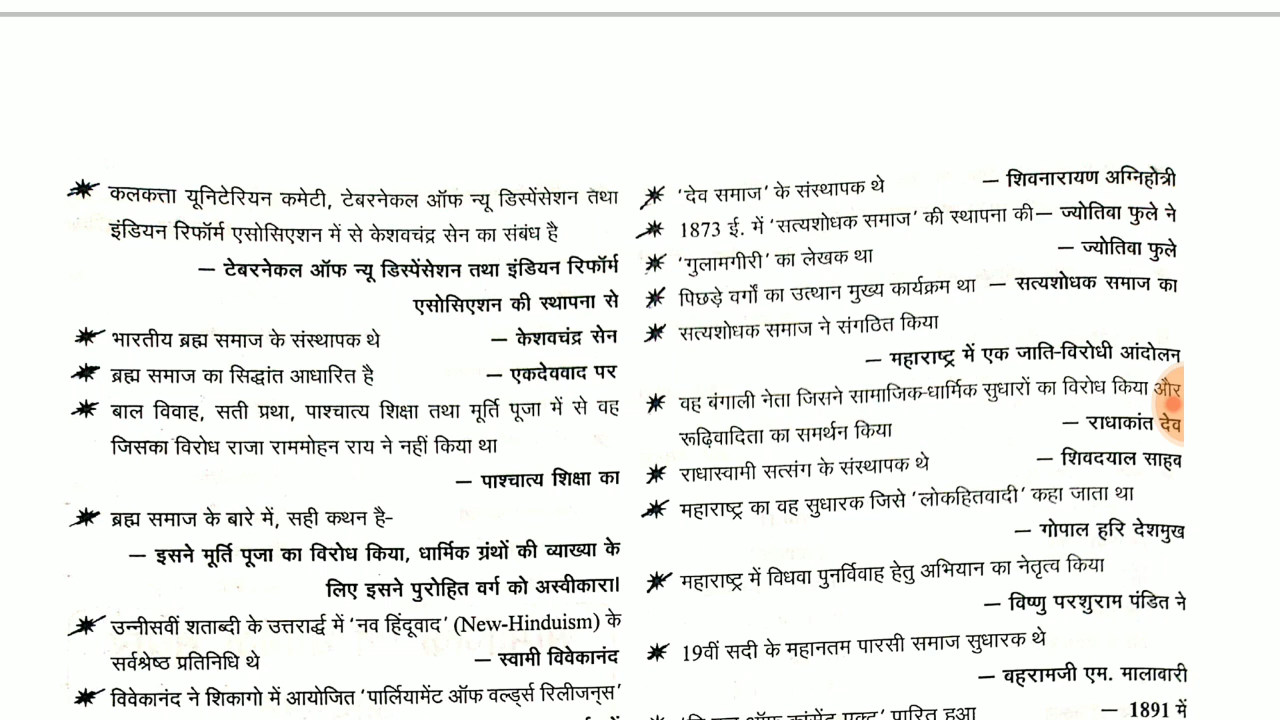 कलकत्ता यूनिटेरियन कमेटी, टेबरनेकल ऑफ न्यू डिस्पेंसेशन तथा
इंडियन रिफॉर्म एसोसिएशन में से केशवचंद्र सेन का संबंध है
— टेबरनेकल ऑफ न्यू डिस्पेंसेशन तथा इंडियन रिफॉर्म
एसोसिएशन की स्थापना से
भारतीय ब्रह्म समाज के संस्थापक थे — केशवचंद्र सेन
ब्रह्म समाज का सिद्धांत आधारित है — एकदेववाद पर
बाल विवाह, सती प्रथा, पाश्चात्य शिक्षा तथा मूर्ति पूजा में से वह
जिसका विरोध राजा राममोहन राय ने नहीं किया था
— पाश्चात्य शिक्षा का
ब्रह्म समाज के बारे में, सही कथन है-
— इसने मूर्ति पूजा का विरोध किया, धार्मिक ग्रंथों की व्याख्या के
लिए इसने पुरोहित वर्ग को अस्वीकारा।
उन्नीसवीं शताब्दी के उत्तरार्द्ध में 'नव हिंदूवाद' (New-Hinduism) के
सर्वश्रेष्ठ प्रतिनिधि थे — स्वामी विवेकानंद
विवेकानंद ने शिकागो में आयोजित 'पार्लियामेंट ऑफ वर्ल्ड्स रिलीजन्स'
'देव समाज' के संस्थापक थे — शिवनारायण अग्निहोत्री
1873 ई. में 'सत्यशोधक समाज' की स्थापना की— ज्योतिबा फुले ने
'गुलामगीरी' का लेखक था — ज्योतिबा फुले
पिछड़े वर्गों का उत्थान मुख्य कार्यक्रम था — सत्यशोधक समाज का
सत्यशोधक समाज ने संगठित किया
— महाराष्ट्र में एक जाति-विरोधी आंदोलन
वह बंगाली नेता जिसने सामाजिक-धार्मिक सुधारों का विरोध किया और
रूढ़िवादिता का समर्थन किया — राधाकांत देव
राधास्वामी सत्संग के संस्थापक थे — शिवदयाल साहब
महाराष्ट्र का वह सुधारक जिसे 'लोकहितवादी' कहा जाता था
— गोपाल हरि देशमुख
महाराष्ट्र में विधवा पुनर्विवाह हेतु अभियान का नेतृत्व किया
— विष्णु परशुराम पंडित ने
19वीं सदी के महानतम पारसी समाज सुधारक थे
— बहरामजी एम. मालाबारी
ऑफ कांसेंट एक्ट' पारित हुआ — 1891 में